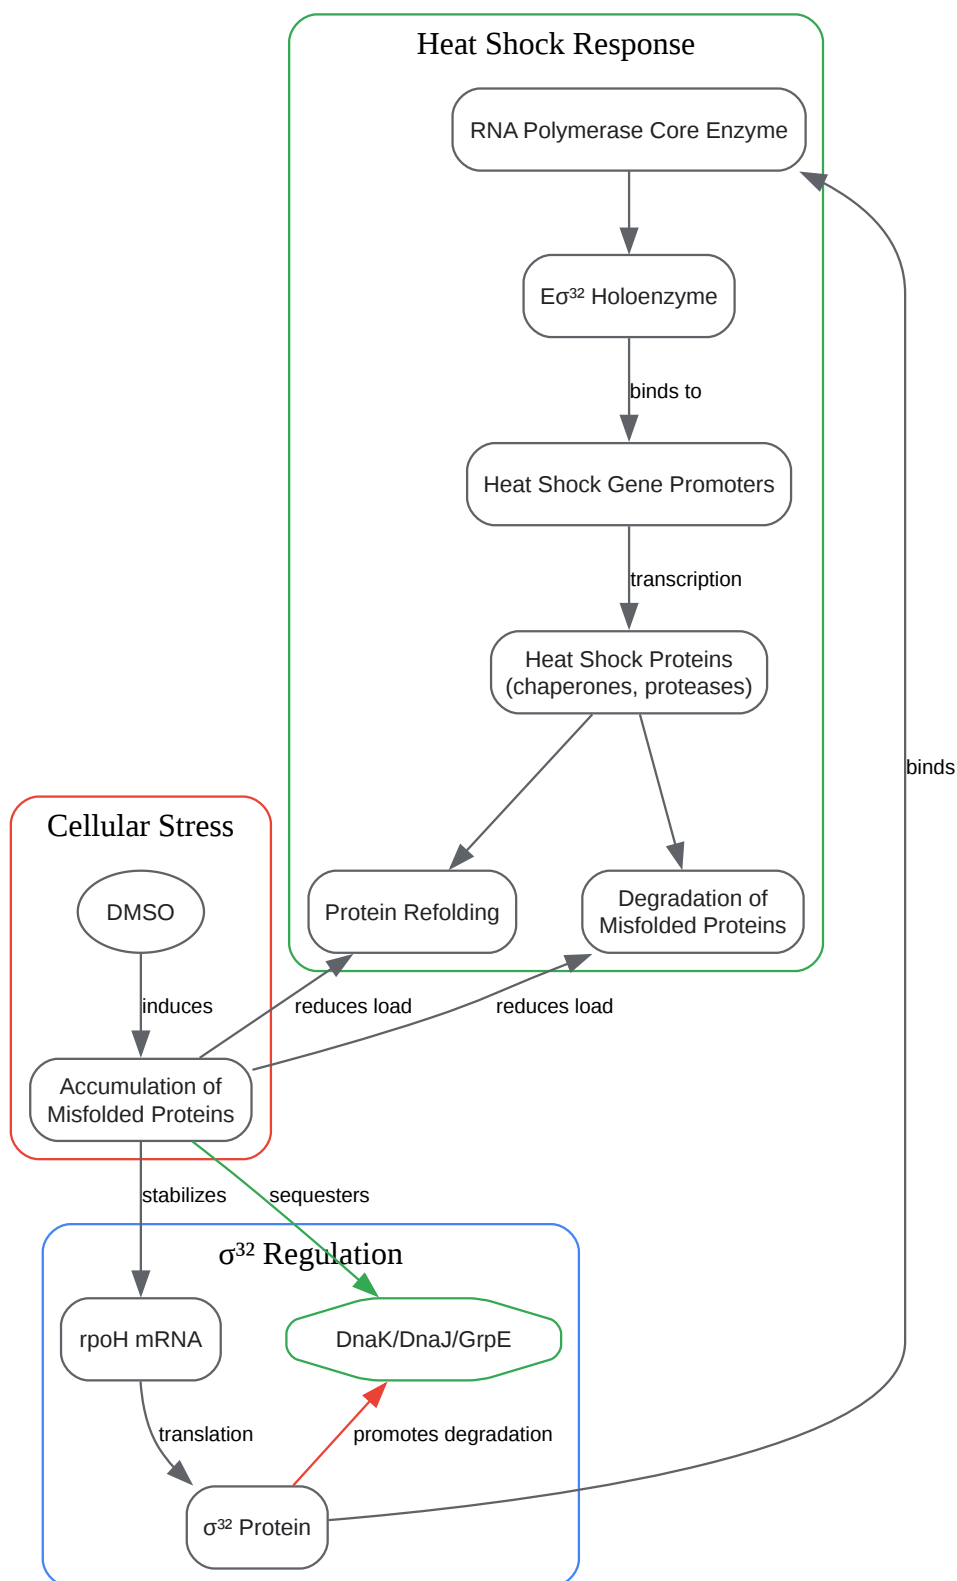 Heat Shock Response
RNA Polymerase Core Enzyme
Eσ³² Holoenzyme
binds to
Heat Shock Gene Promoters
transcription
Heat Shock Proteins
(chaperones, proteases)
binds
Cellular Stress
DMSO
Protein Refolding
Degradation of
Misfolded Proteins
induces
reduces load
reduces load
Accumulation of
Misfolded Proteins
stabilizes
sequesters
σ³² Regulation
rpoH mRNA
DnaK/DnaJ/GrpE
translation
promotes degradation
σ³² Protein